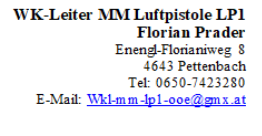 WK-Leiter MM Luftpistole LP1
Florian Prader
Enengl-Florianiweg 8
4643 Pettenbach
Tel: 0650-7423280
E-Mail: Wkl-mm-lp1-ooe@gmx.at